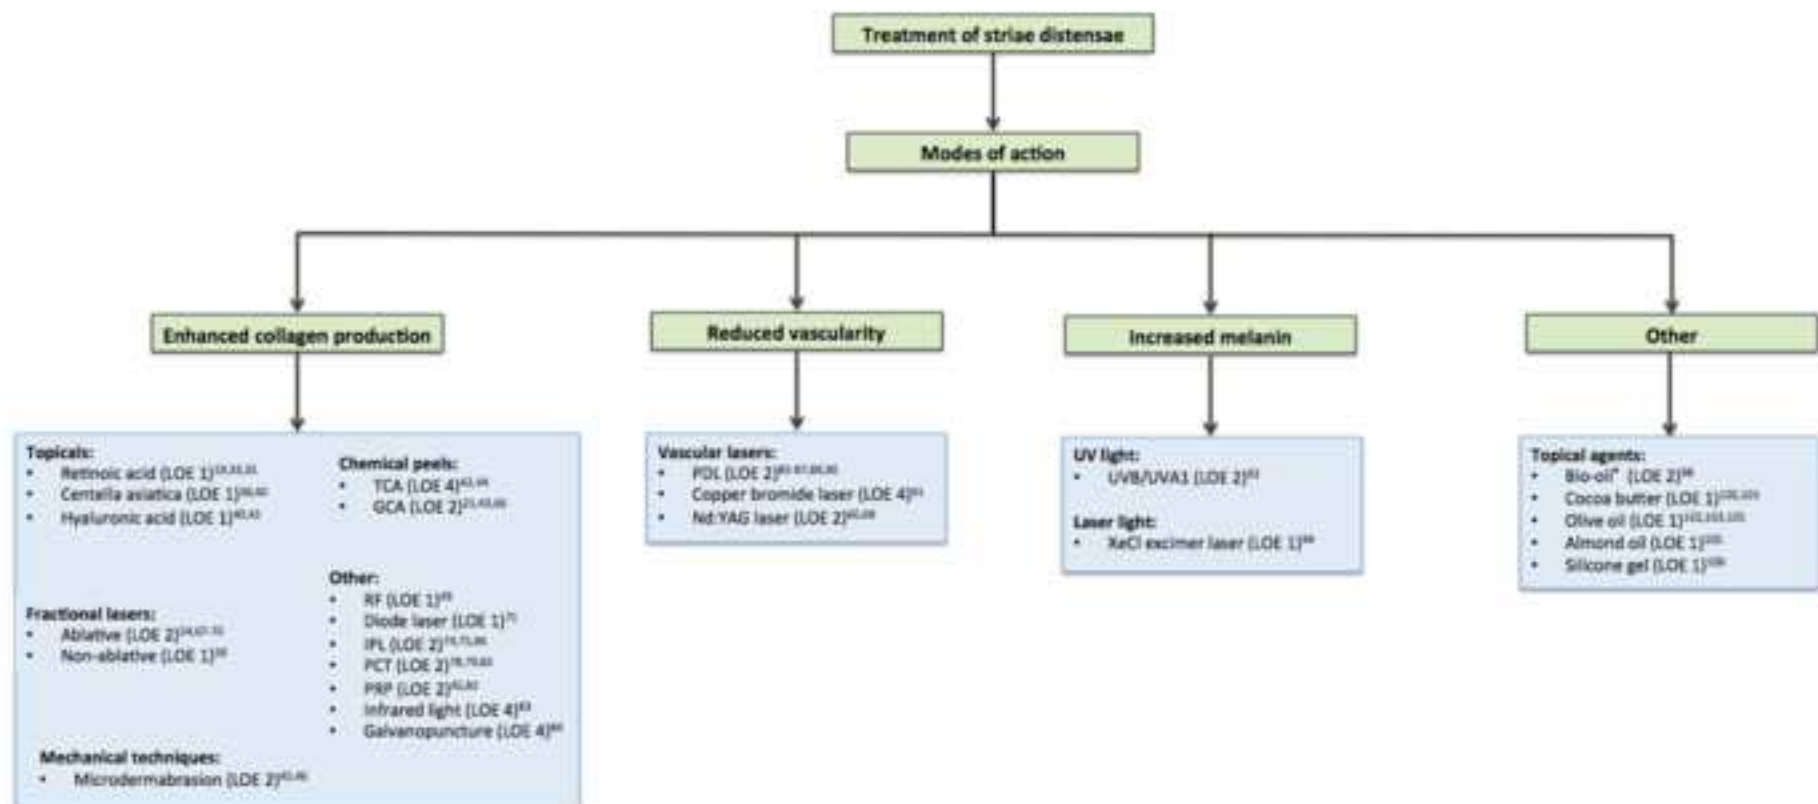 Treatment of striae distensae
Modes of action
Enhanced collagen production
Reduced vascularity
Increased melanin
Other
Topicals:
• Retinoic acid (LOE 1)
• Centella asiatica (LOE 1)
• Hyaluronic acid (LOE 1)
Fractional lasers:
• Ablative (LOE 2)
• Non-ablative (LOE 1)
Mechanical techniques:
• Microdermabrasion (LOE 2)
Chemical peels:
• TCA (LOE 4)
• GCA (LOE 2)
Other:
• RF (LOE 1)
• Diode laser (LOE 1)
• IPL (LOE 2)
• PCT (LOE 2)
• PRP (LOE 2)
• Infrared light (LOE 4)
• Galvanopuncture (LOE 4)
Vascular lasers:
• PDL (LOE 2)
• Copper bromide laser (LOE 4)
• Nd:YAG laser (LOE 2)
UV light:
• UVB/UVA1 (LOE 2)
Laser light:
• XeCl excimer laser (LOE 1)
Topical agents:
• Bio-oil (LOE 2)
• Cocoa butter (LOE 1)
• Olive oil (LOE 1)
• Almond oil (LOE 1)
• Silicone gel (LOE 1)